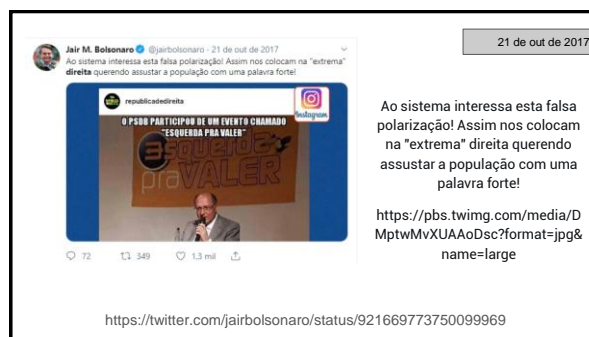 Jair M. Bolsonaro @jairbolsonaro · 21 de out de 2017
Ao sistema interessa esta falsa polarização! Assim nos colocam na "extrema"
direita querendo assustar a população com uma palavra forte!
republicadedireita
Instagram
O PSDB PARTICIPOU DE UM EVENTO CHAMADO
"ESQUERDA PRA VALER"
esquerda
pra VALER
72 349 1,3 mil
21 de out de 2017
Ao sistema interessa esta falsa
polarização! Assim nos colocam
na "extrema" direita querendo
assustar a população com uma
palavra forte!
https://pbs.twimg.com/media/D
MptwMvXUAAoDsc?format=jpg&
name=large
https://twitter.com/jairbolsonaro/status/921669773750099969